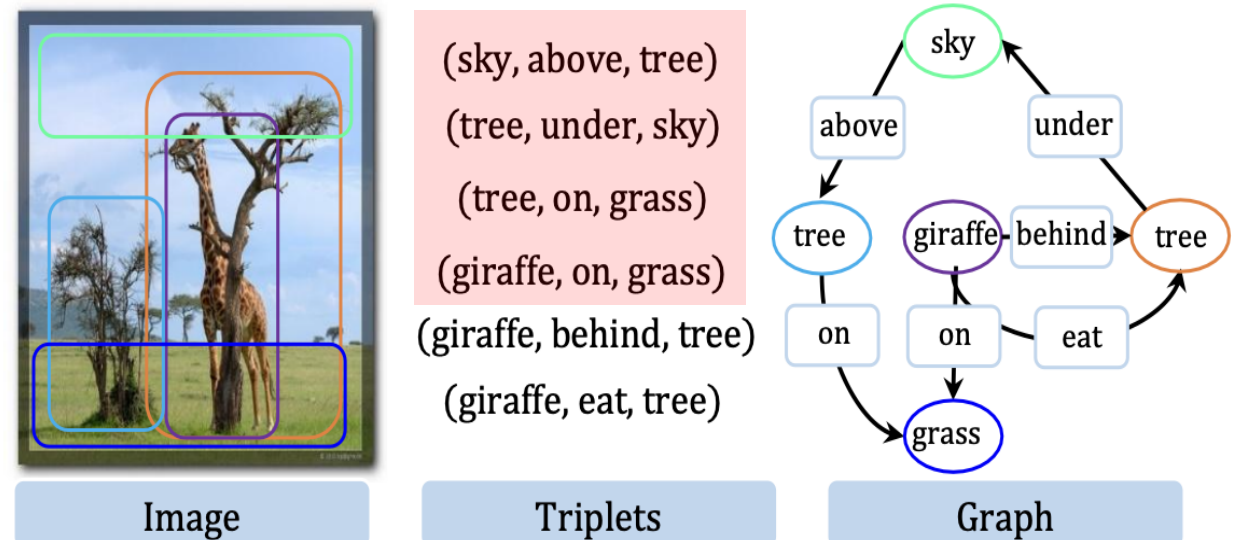 (sky, above, tree)
(tree, under, sky)
(tree, on, grass)
(giraffe, on, grass)
(giraffe, behind, tree)
(giraffe, eat, tree)
sky
above
under
tree
giraffe
behind
tree
on
on
eat
grass
Image
Triplets
Graph